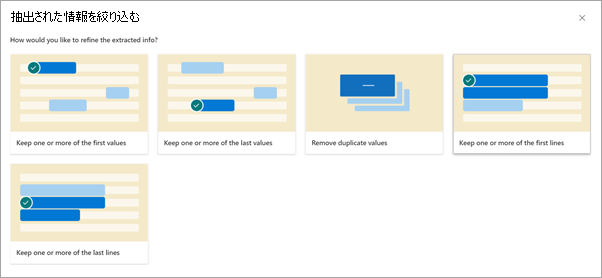 抽出された情報を絞り込む
How would you like to refine the extracted info?
Keep one or more of the first values
Keep one or more of the last values
Remove duplicate values
Keep one or more of the first lines
Keep one or more of the last lines